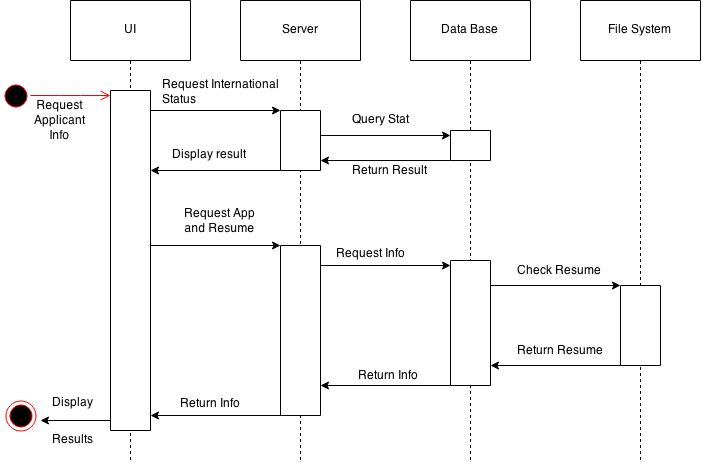 UI
Server
Data Base
File System
Request International
Status
Request
Applicant
Info
Query Stat
Display result
Return Result
Request App
and Resume
Request Info
Check Resume
Return Resume
Return Info
Return Info
Display
Results